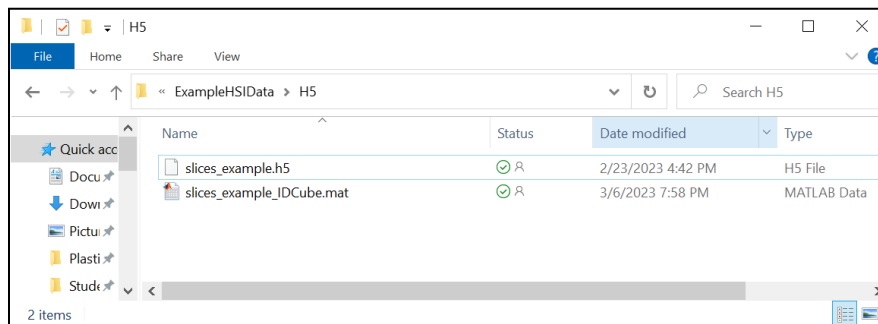 H5
File Home Share View
« ExampleHSIData > H5 Search H5
Name Status Date modified Type
Quick acc
Docu
Dow
Pictu
Plasti
Stude
slices_example.h5 2/23/2023 4:42 PM H5 File
slices_example_IDCube.mat 3/6/2023 7:58 PM MATLAB Data
2 items